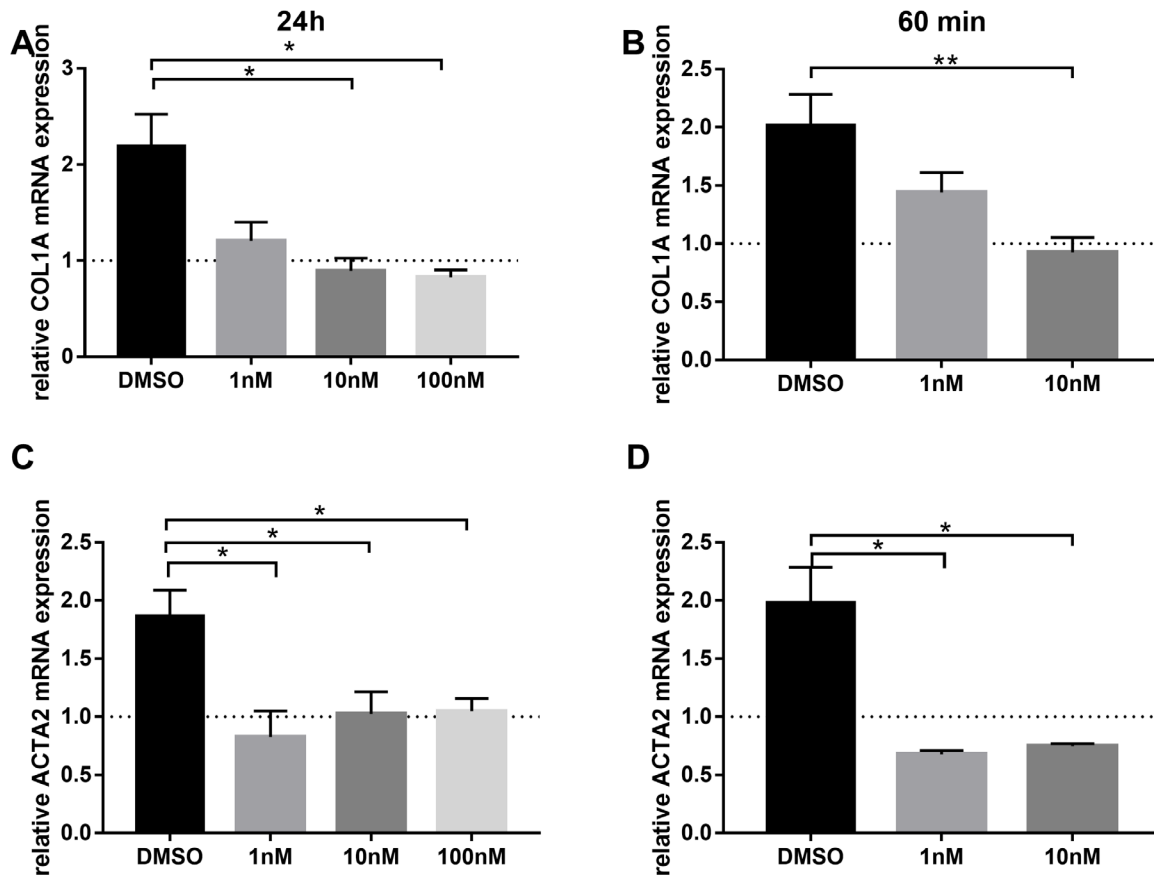 A
24h
relative COL1A mRNA expression
3
2
1
0
*
*
DMSO 1nM 10nM 100nM
B
60 min
relative COL1A mRNA expression
2.5
2.0
1.5
1.0
0.5
0.0
**
DMSO 1nM 10nM
C
relative ACTA2 mRNA expression
2.5
2.0
1.5
1.0
0.5
0.0
*
*
*
DMSO 1nM 10nM 100nM
D
relative ACTA2 mRNA expression
2.5
2.0
1.5
1.0
0.5
0.0
*
*
DMSO 1nM 10nM